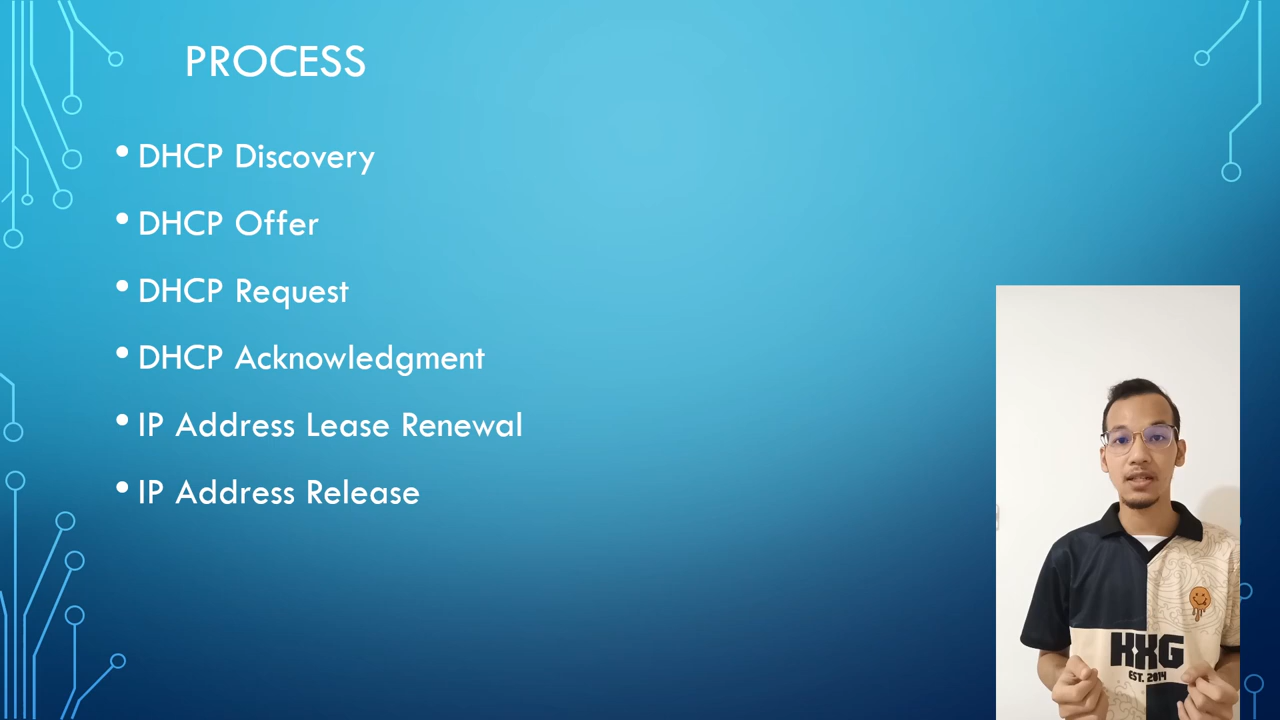 PROCESS
• DHCP Discovery
• DHCP Offer
• DHCP Request
• DHCP Acknowledgment
• IP Address Lease Renewal
• IP Address Release
HXG
EST. 2014